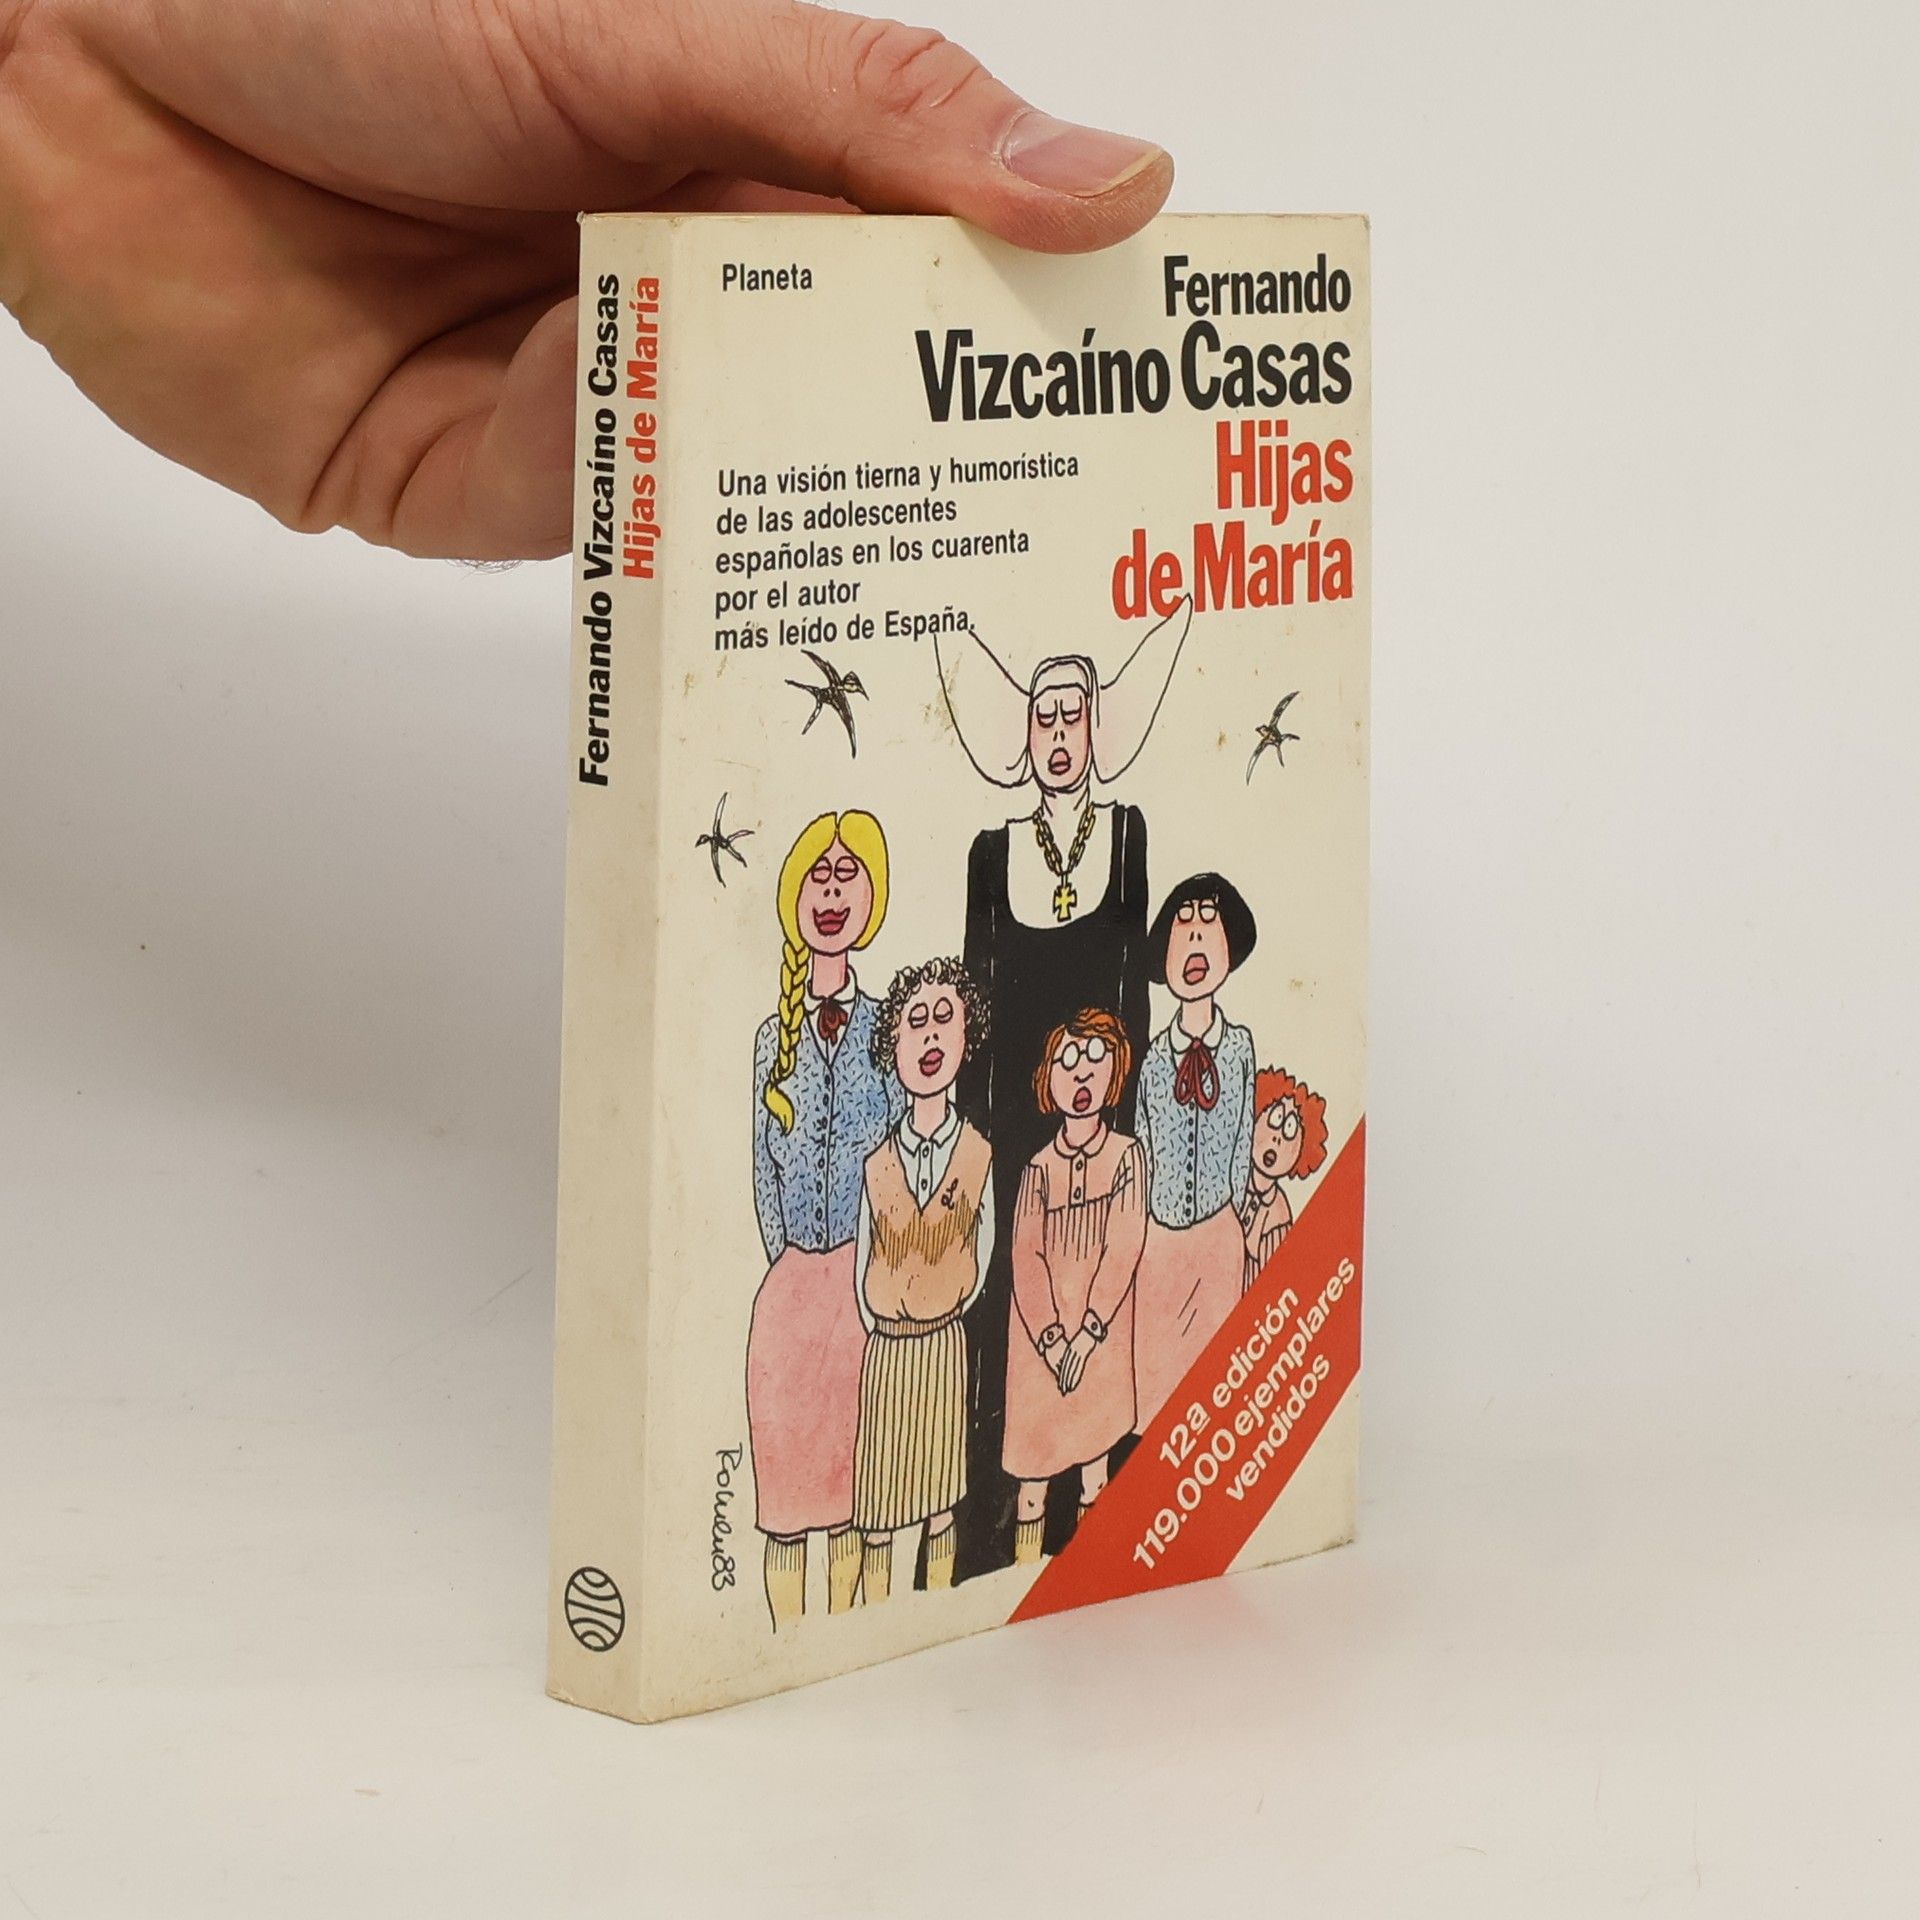 Fernando Vizcaíno Casas
Hijas de María
Planeta
Fernando
Vizcaíno Casas
Hijas
de María
Una visión tierna y humorística
de las adolescentes
españolas en los cuarenta
por el autor
más leído de España.
12ª edición
119.000 ejemplares
vendidos